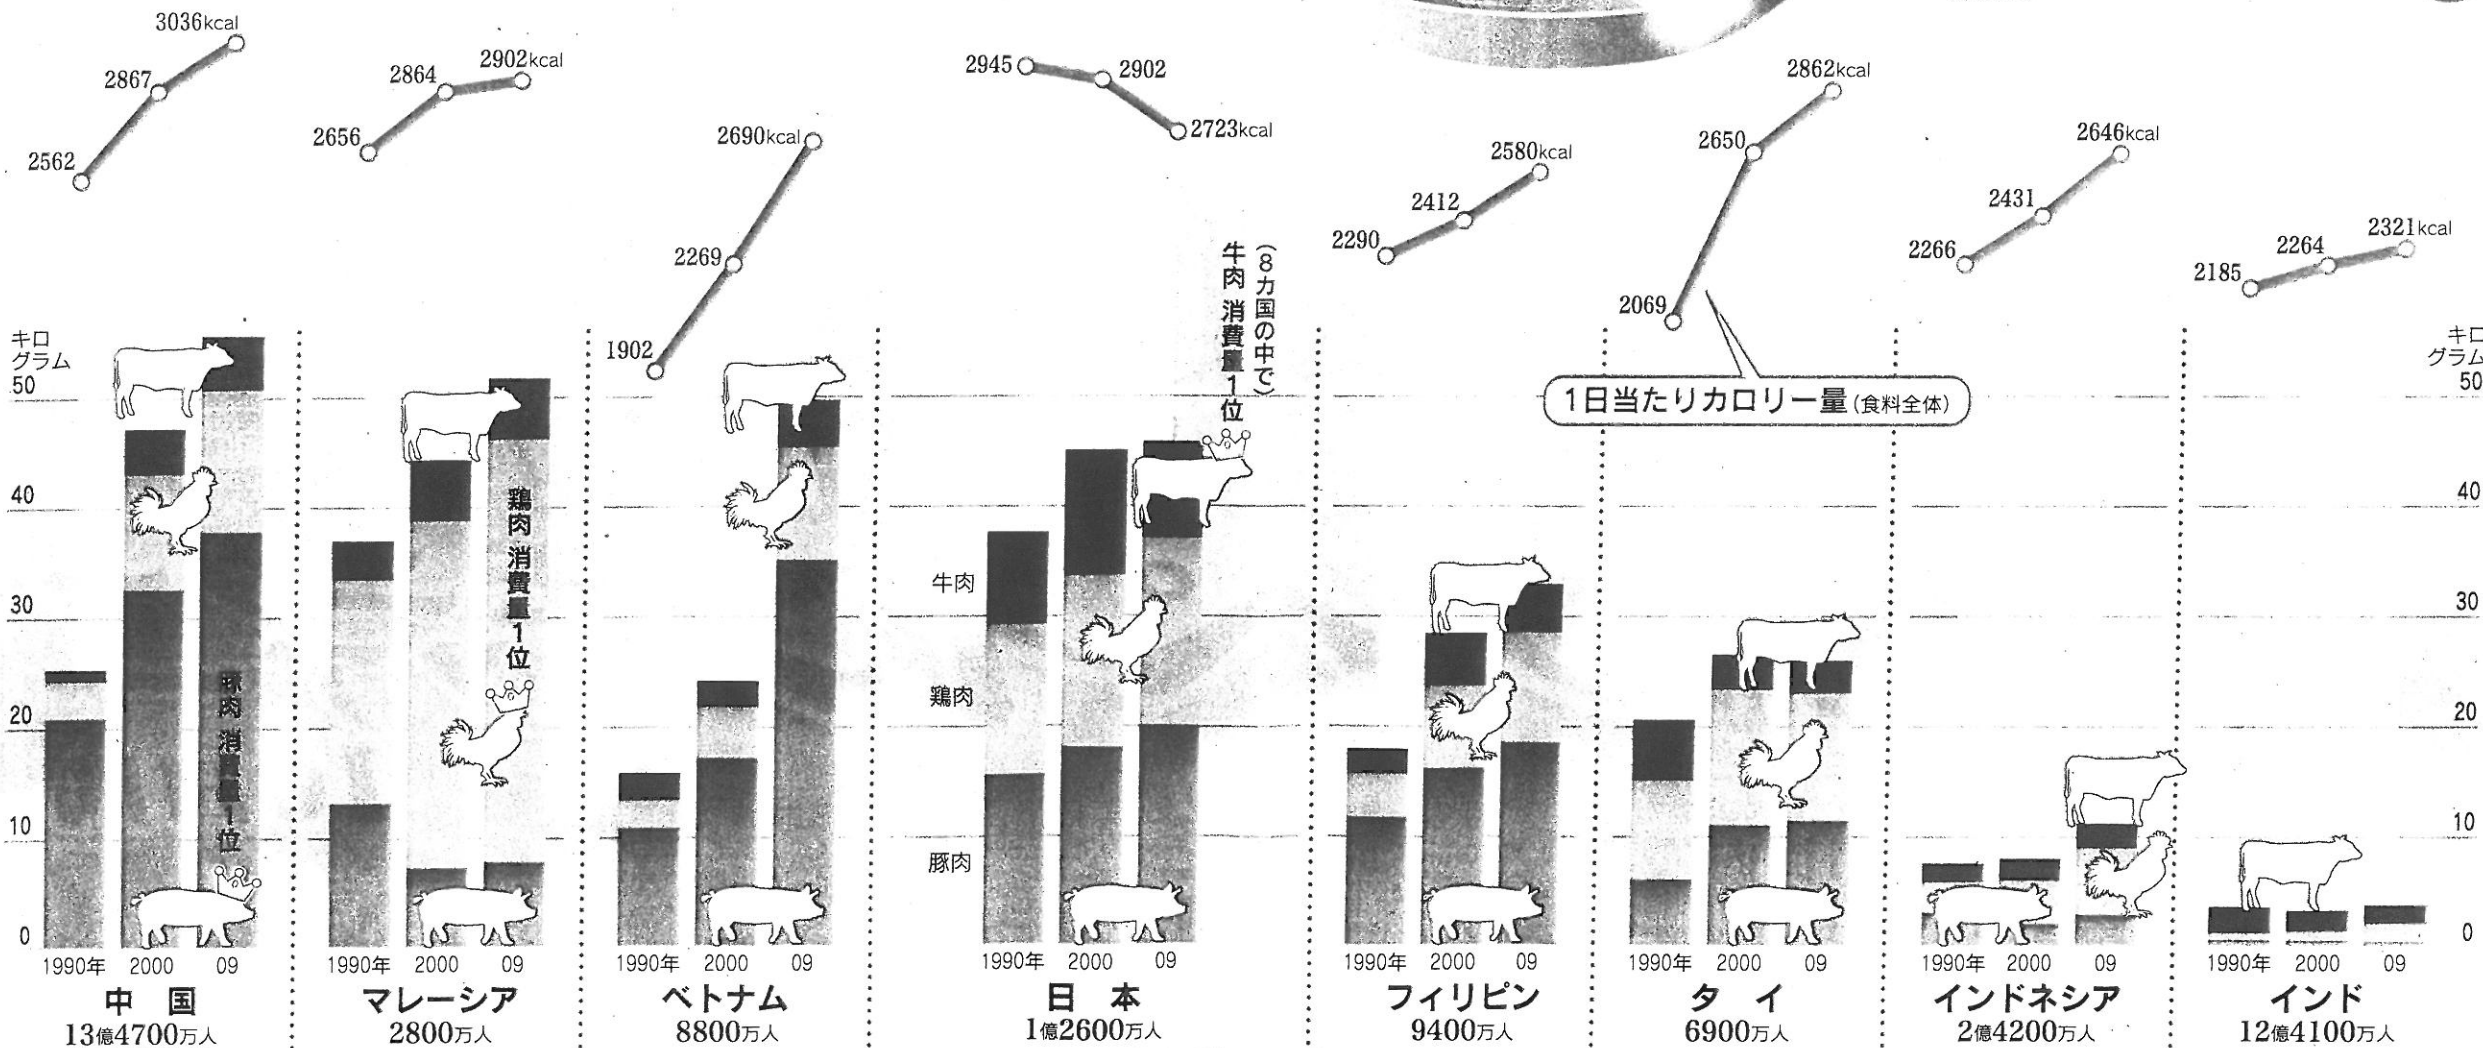 3036kcal
2867
2562
2902kcal
2864
2656
2690kcal
2269
1902
2945
2902
2723kcal
2580kcal
2412
2290
2862kcal
2650
2069
2646kcal
2431
2266
2321kcal
2264
2185
(8カ国の中で)
牛肉 消費量1位
1日当たりカロリー量(食料全体)
キロ
グラム
50
40
30
20
10
0
キロ
グラム
50
40
30
20
10
0
豚肉 消費量1位
鶏肉 消費量1位
牛肉
鶏肉
豚肉
1990年 2000 09
中国
13億4700万人
1990年 2000 09
マレーシア
2800万人
1990年 2000 09
ベトナム
8800万人
1990年 2000 09
日本
1億2600万人
1990年 2000 09
フィリピン
9400万人
1990年 2000 09
タイ
6900万人
1990年 2000 09
インドネシア
2億4200万人
1990年 2000 09
インド
12億4100万人